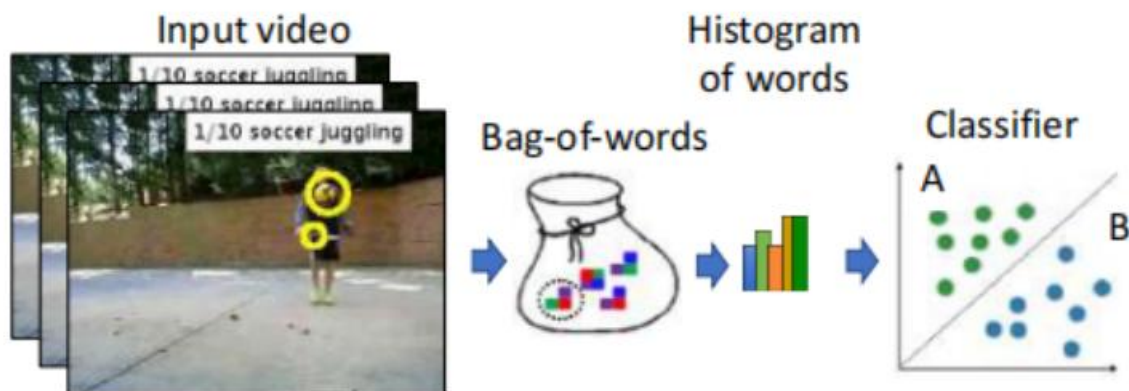 Input video
Histogram
of words
1/10 soccer juggling
1/10 soccer juggling
1/10 soccer juggling
Bag-of-words
Classifier
A
B